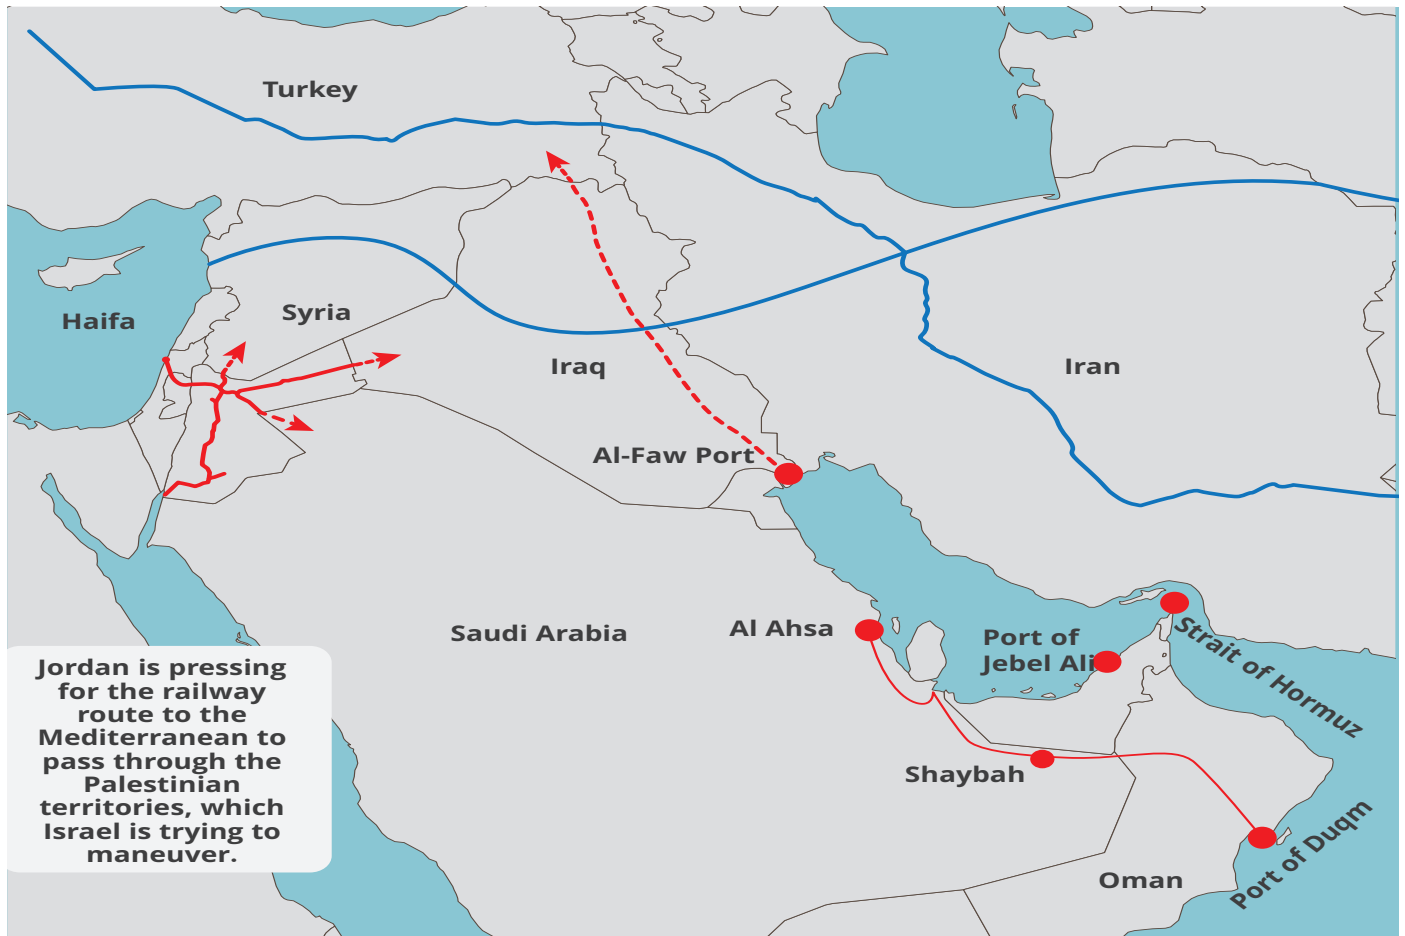 Turkey
Haifa
Syria
Iraq
Iran
Al-Faw Port
Saudi Arabia
Al Ahsa
Port of
Jebel Ali
Strait of Hormuz
Shaybah
Port of Duqm
Oman
Jordan is pressing
for the railway
route to the
Mediterranean to
pass through the
Palestinian
territories, which
Israel is trying to
maneuver.